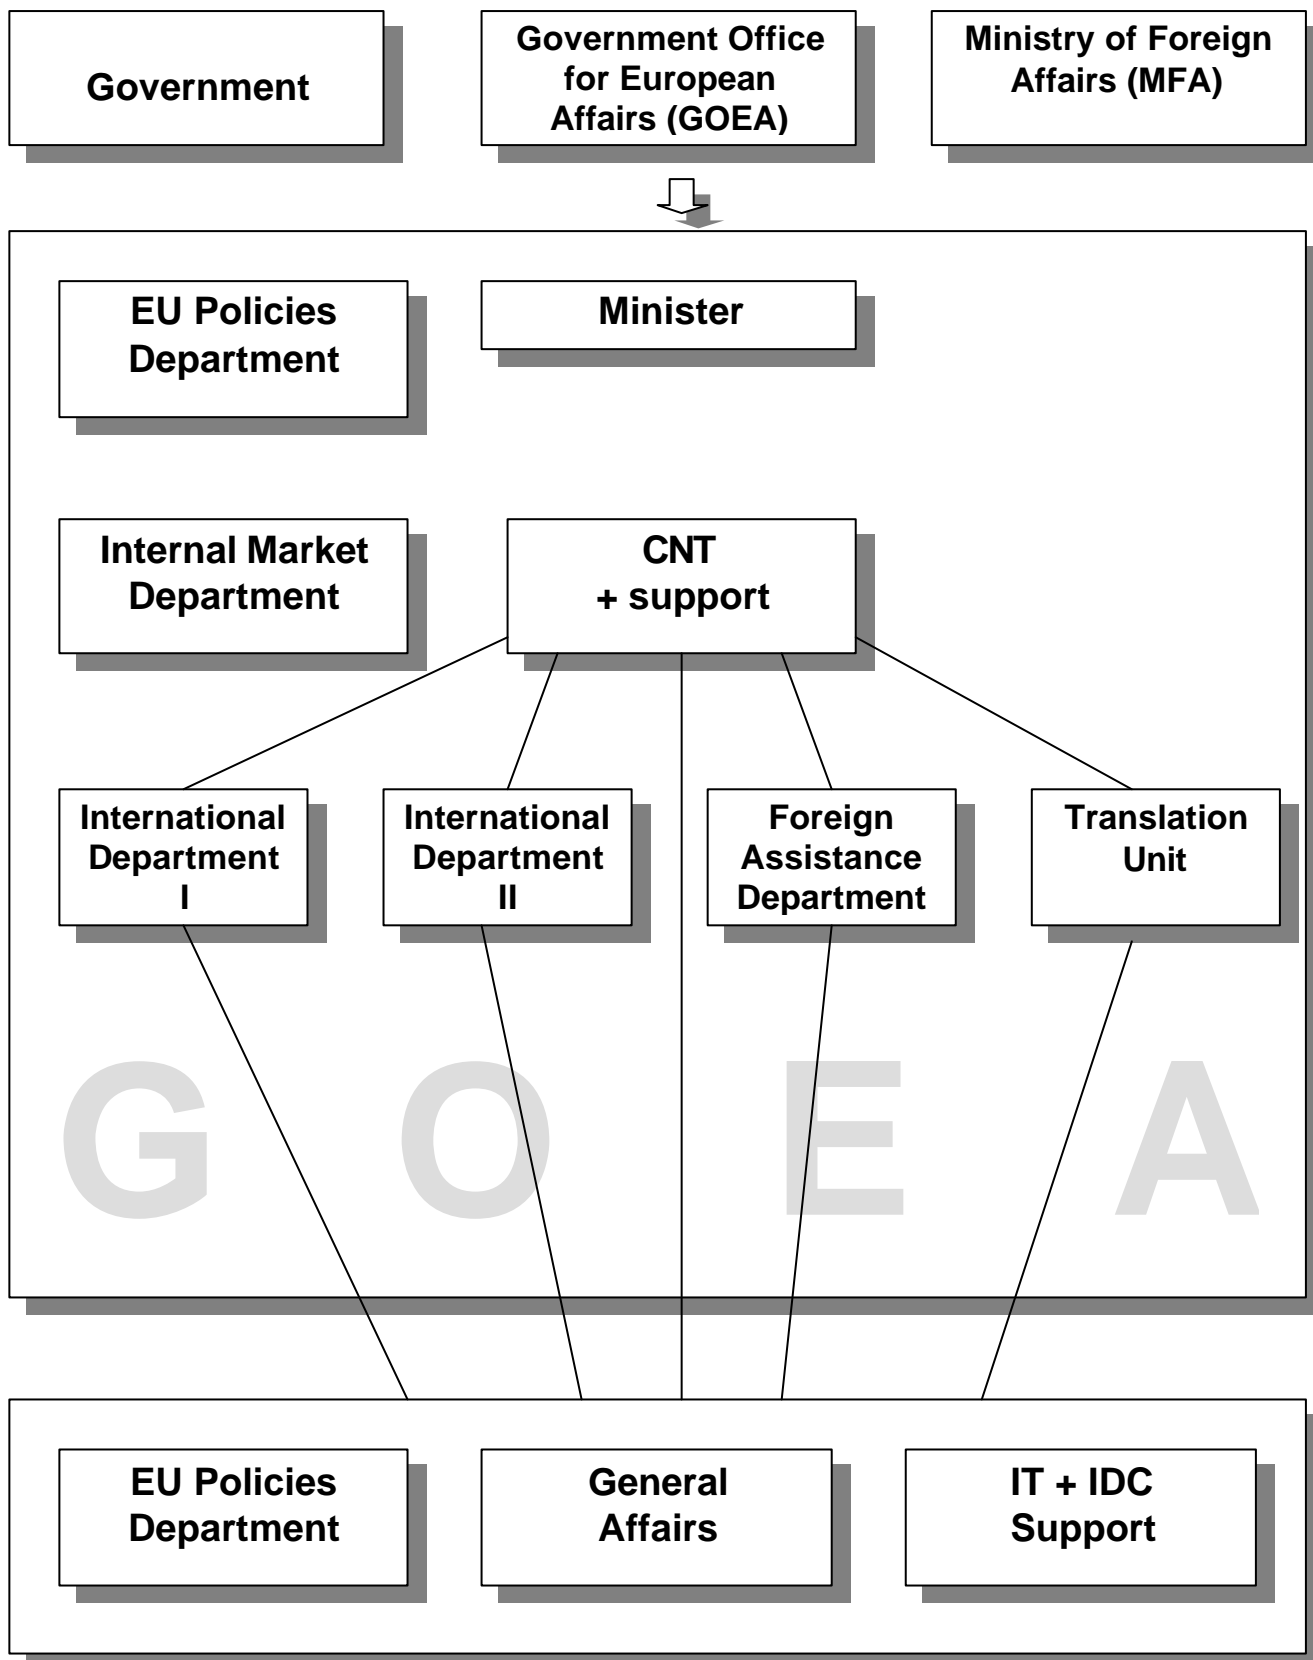 Government
Government Office
for European
Affairs (GOEA)
Ministry of Foreign
Affairs (MFA)
EU Policies
Department
Minister
Internal Market
Department
CNT
+ support
International
Department
I
International
Department
II
Foreign
Assistance
Department
Translation
Unit
G O E A
EU Policies
Department
General
Affairs
IT + IDC
Support